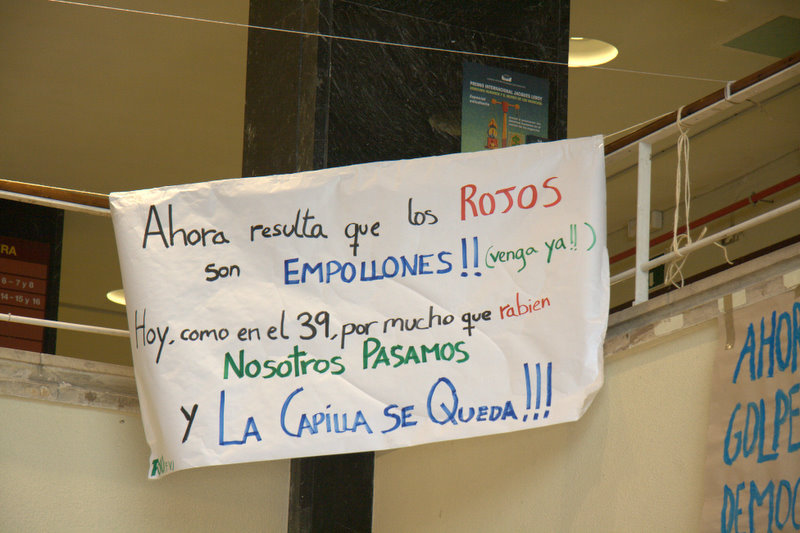 PREMIO INTERNACIONAL JACQUES LEROY
Ahora resulta que los ROJOS
son EMPOLLONES!! (venga ya!!)
Hoy, como en el 39, por mucho que rabien
NOSOTROS PASAMOS
Y LA CAPILLA SE QUEDA!!!
RA
6 - 7 y 8
14 - 15 y 16
AHOR
GOLPE
DEMOC